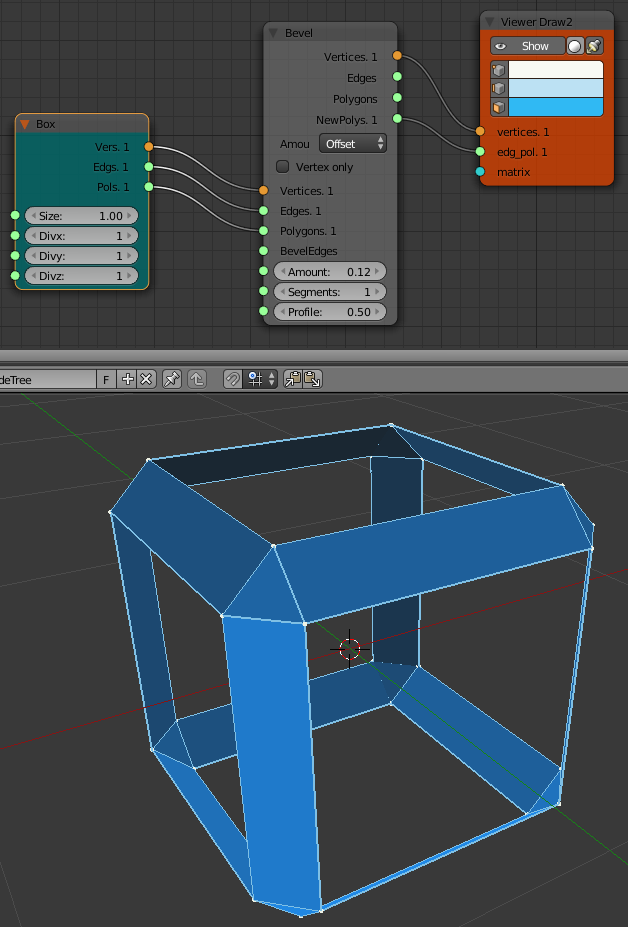 Viewer Draw2
Show
vertices. 1
edg_pol. 1
matrix
Bevel
Vertices. 1
Edges
Polygons
NewPolys. 1
Amou
Offset
Vertex only
Vertices. 1
Edges. 1
Polygons. 1
BevelEdges
Amount: 0.12
Segments: 1
Profile: 0.50
Box
Vers. 1
Edgs. 1
Pols. 1
Size: 1.00
Divx: 1
Divy: 1
Divz: 1
deTree
F